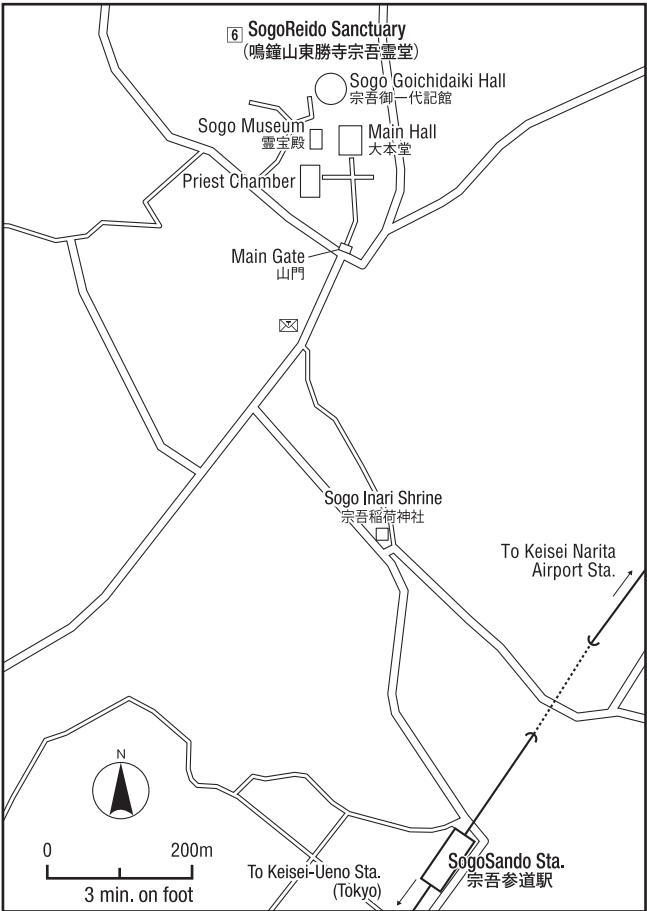 6 SogoReido Sanctuary
(鳴鐘山東勝寺宗吾霊堂)
Sogo Goichidaiki Hall
宗吾御一代記館
Sogo Museum
霊宝殿
Main Hall
大本堂
Priest Chamber
Main Gate
山門
Sogo Inari Shrine
宗吾稲荷神社
To Keisei Narita
Airport Sta.
N
0 200m
3 min. on foot
To Keisei-Ueno Sta.
(Tokyo)
SogoSando Sta.
宗吾参道駅